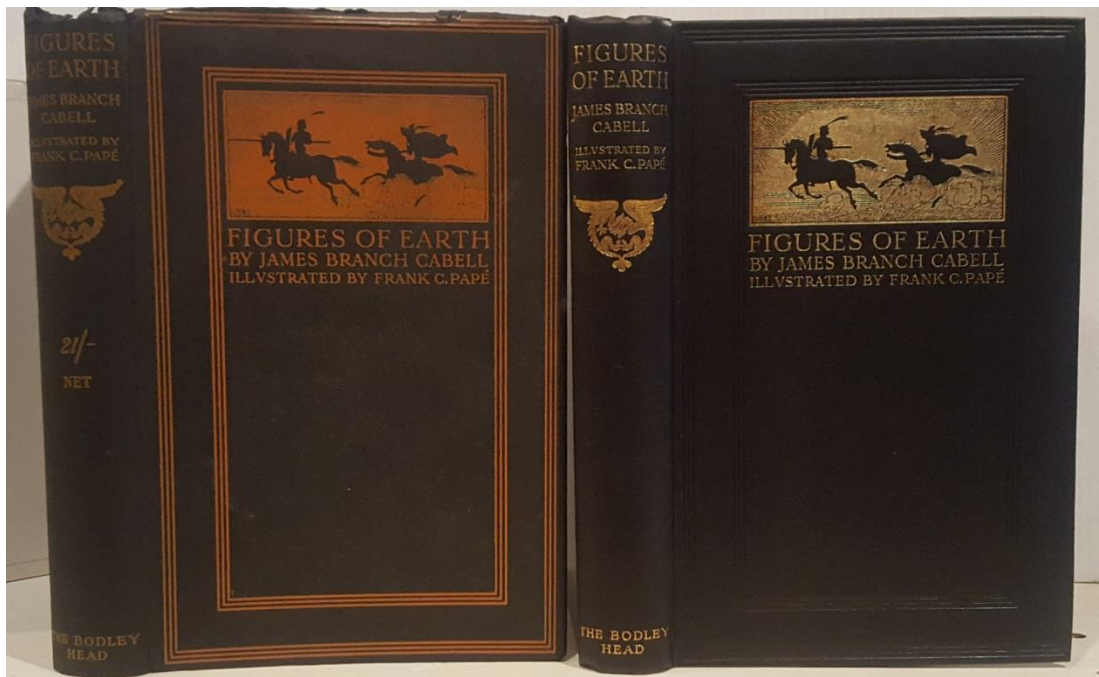 FIGURES
OF EARTH
JAMES BRANCH
CABELL
ILLVSTRATED BY
FRANK C. PAPÉ
21/-
NET
THE BODLEY
HEAD
FIGURES OF EARTH
BY JAMES BRANCH CABELL
ILLVSTRATED BY FRANK C. PAPÉ
FIGURES
OF EARTH
JAMES BRANCH
CABELL
ILLVSTRATED BY
FRANK C. PAPÉ
THE BODLEY
HEAD
FIGURES OF EARTH
BY JAMES BRANCH CABELL
ILLVSTRATED BY FRANK C. PAPÉ